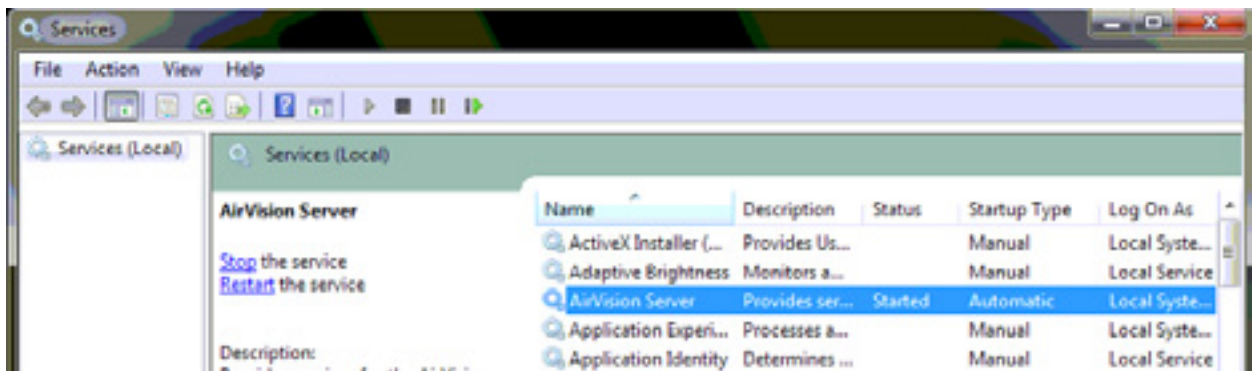 Services
File Action View Help
Services (Local)
Services (Local)
AirVision Server
Stop the service
Restart the service
Description:
Name Description Status Startup Type Log On As
ActiveX Installer (... Provides Us... Manual Local Syste...
Adaptive Brightness Monitors a... Manual Local Service
AirVision Server Provides ser... Started Automatic Local Syste...
Application Experi... Processes a... Manual Local Syste...
Application Identity Determines ... Manual Local Service